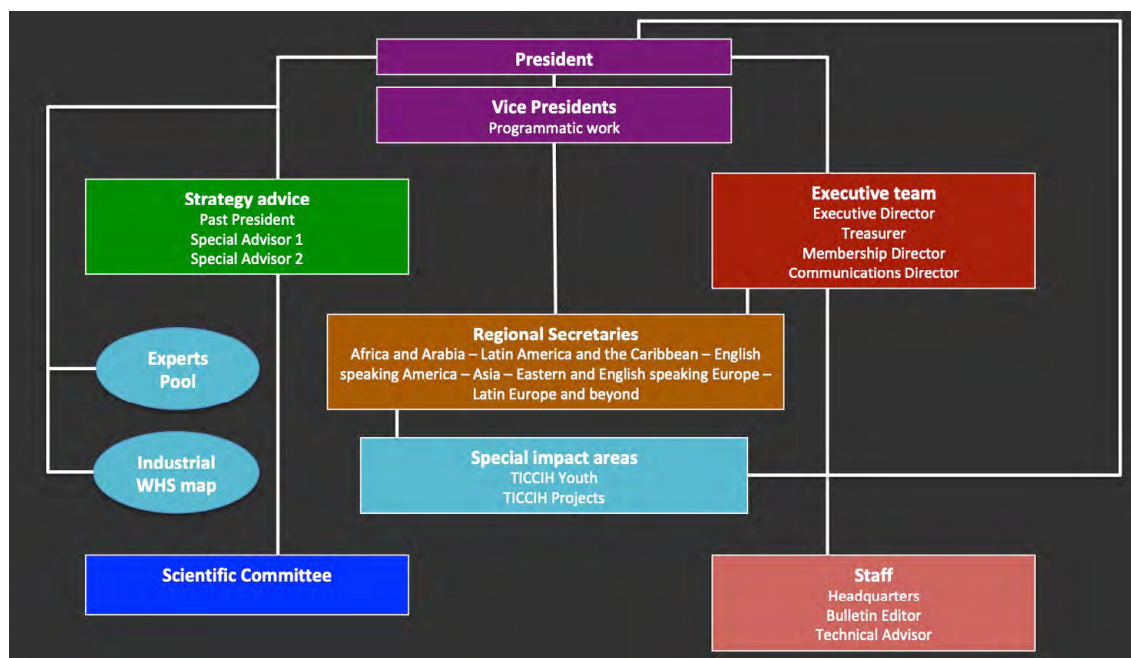 President
Vice Presidents
Programmatic work
Strategy advice
Past President
Special Advisor 1
Special Advisor 2
Executive team
Executive Director
Treasurer
Membership Director
Communications Director
Regional Secretaries
Africa and Arabia – Latin America and the Caribbean – English
speaking America – Asia – Eastern and English speaking Europe –
Latin Europe and beyond
Experts
Pool
Industrial
WHS map
Special impact areas
TICCIH Youth
TICCIH Projects
Scientific Committee
Staff
Headquarters
Bulletin Editor
Technical Advisor